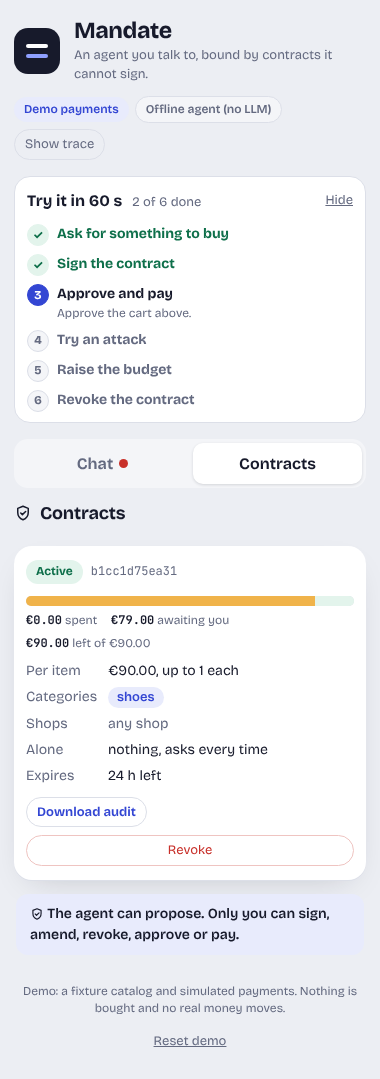 Mandate
An agent you talk to, bound by contracts it
cannot sign.
Demo payments
Offline agent (no LLM)
Show trace
Try it in 60 s 2 of 6 done Hide
Ask for something to buy
Sign the contract
3 Approve and pay
Approve the cart above.
4 Try an attack
5 Raise the budget
6 Revoke the contract
Chat Contracts
Contracts
Active b1cc1d75ea31
€0.00 spent €79.00 awaiting you
€90.00 left of €90.00
Per item €90.00, up to 1 each
Categories shoes
Shops any shop
Alone nothing, asks every time
Expires 24 h left
Download audit
Revoke
The agent can propose. Only you can sign,
amend, revoke, approve or pay.
Demo: a fixture catalog and simulated payments. Nothing is
bought and no real money moves.
Reset demo